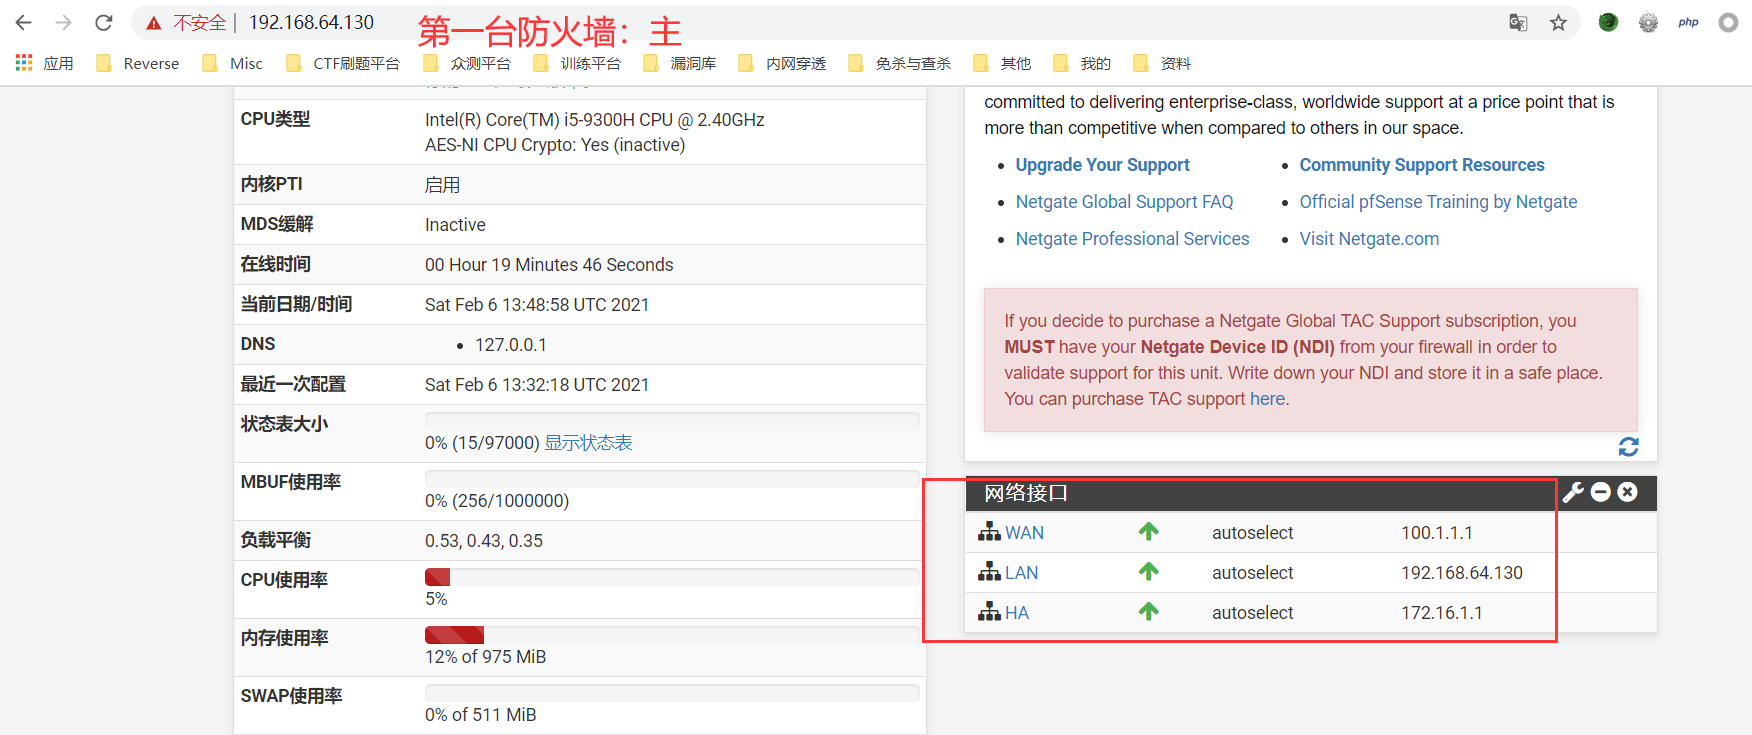 不安全 192.168.64.130
第一台防火墙：主
php
应用 Reverse Misc CTF刷题平台 众测平台 训练平台 漏洞库 内网穿透 免杀与查杀 其他 我的 资料
CPU类型
Intel(R) Core(TM) i5-9300H CPU @ 2.40GHz
AES-NI CPU Crypto: Yes (inactive)
内核PTI 启用
MDS缓解 Inactive
在线时间 00 Hour 19 Minutes 46 Seconds
当前日期/时间 Sat Feb 6 13:48:58 UTC 2021
DNS 127.0.0.1
最近一次配置 Sat Feb 6 13:32:18 UTC 2021
状态表大小
0% (15/97000) 显示状态表
MBUF使用率
0% (256/1000000)
负载平衡 0.53, 0.43, 0.35
CPU使用率
5%
内存使用率
12% of 975 MiB
SWAP使用率
0% of 511 MiB
committed to delivering enterprise-class, worldwide support at a price point that is
more than competitive when compared to others in our space.
Upgrade Your Support
Netgate Global Support FAQ
Netgate Professional Services
Community Support Resources
Official pfSense Training by Netgate
Visit Netgate.com
If you decide to purchase a Netgate Global TAC Support subscription, you
MUST have your Netgate Device ID (NDI) from your firewall in order to
validate support for this unit. Write down your NDI and store it in a safe place.
You can purchase TAC support here.
网络接口
WAN autoselect 100.1.1.1
LAN autoselect 192.168.64.130
HA autoselect 172.16.1.1